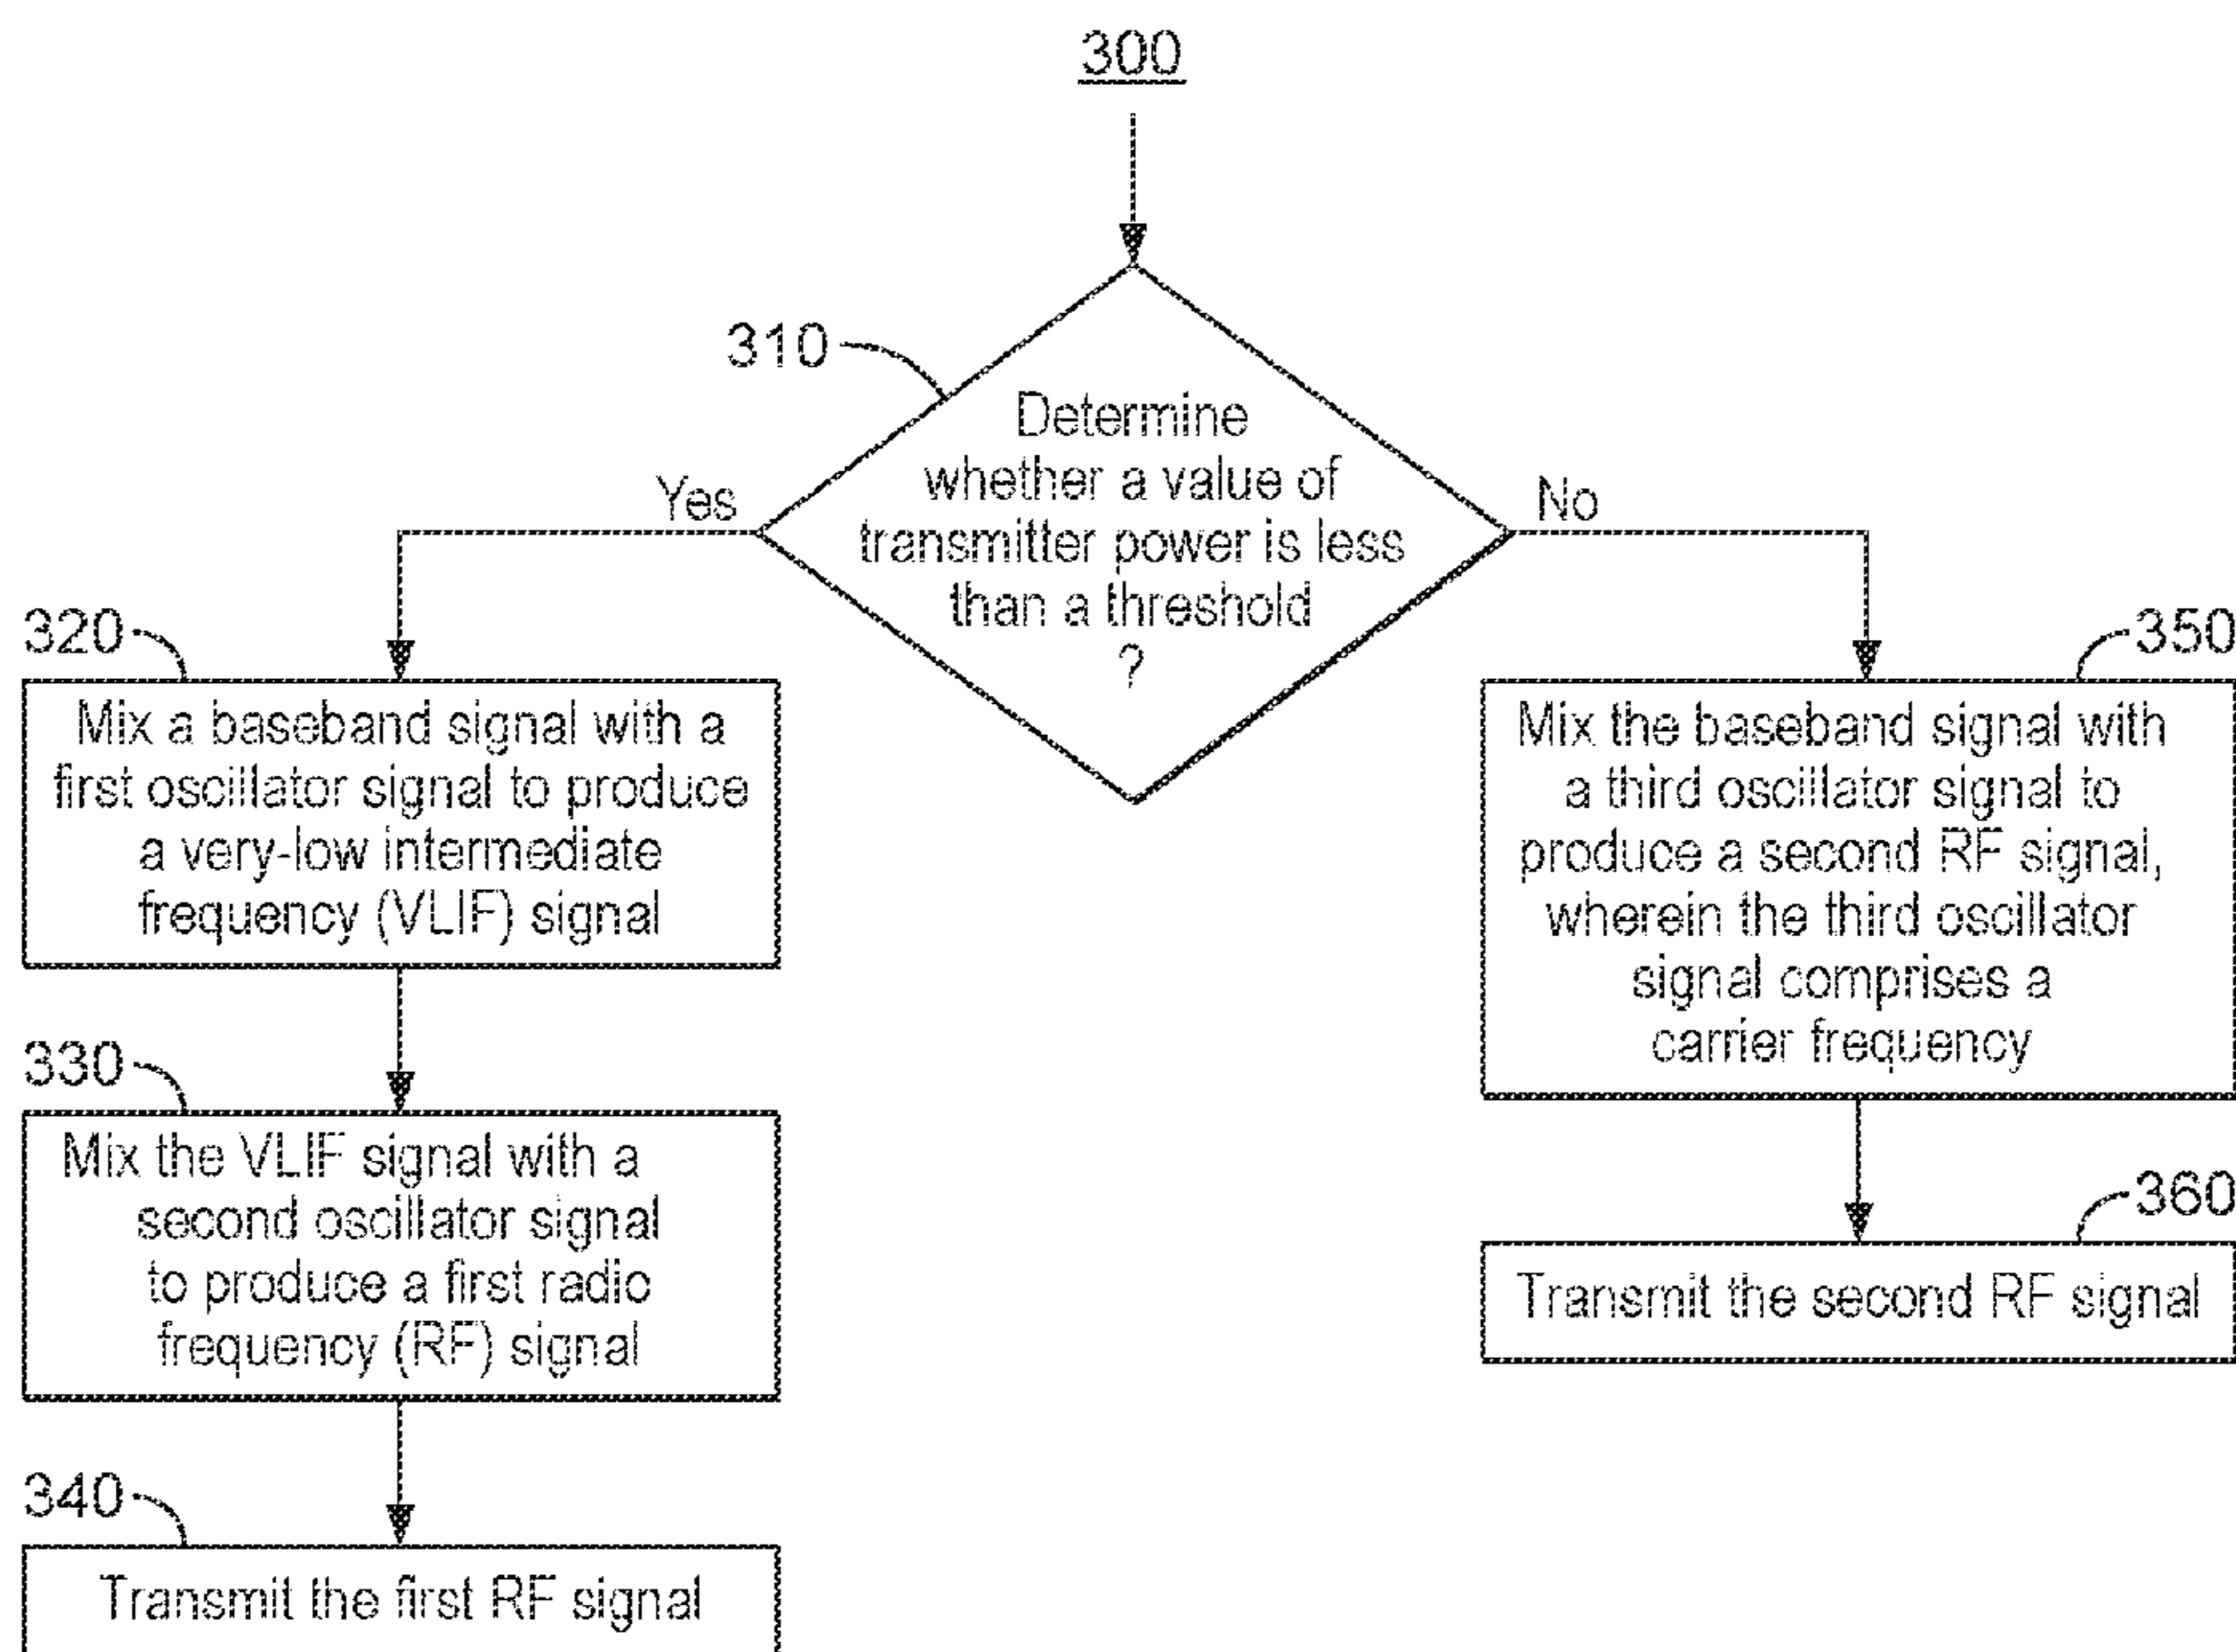 300
310
Determine
whether a value of
transmitter power is less
than a threshold
?
Yes
No
320
Mix a baseband signal with a
first oscillator signal to produce
a very-low intermediate
frequency (VLIF) signal
330
Mix the VLIF signal with a
second oscillator signal
to produce a first radio
frequency (RF) signal
340
Transmit the first RF signal
350
Mix the baseband signal with
a third oscillator signal to
produce a second RF signal,
wherein the third oscillator
signal comprises a
carrier frequency
360
Transmit the second RF signal